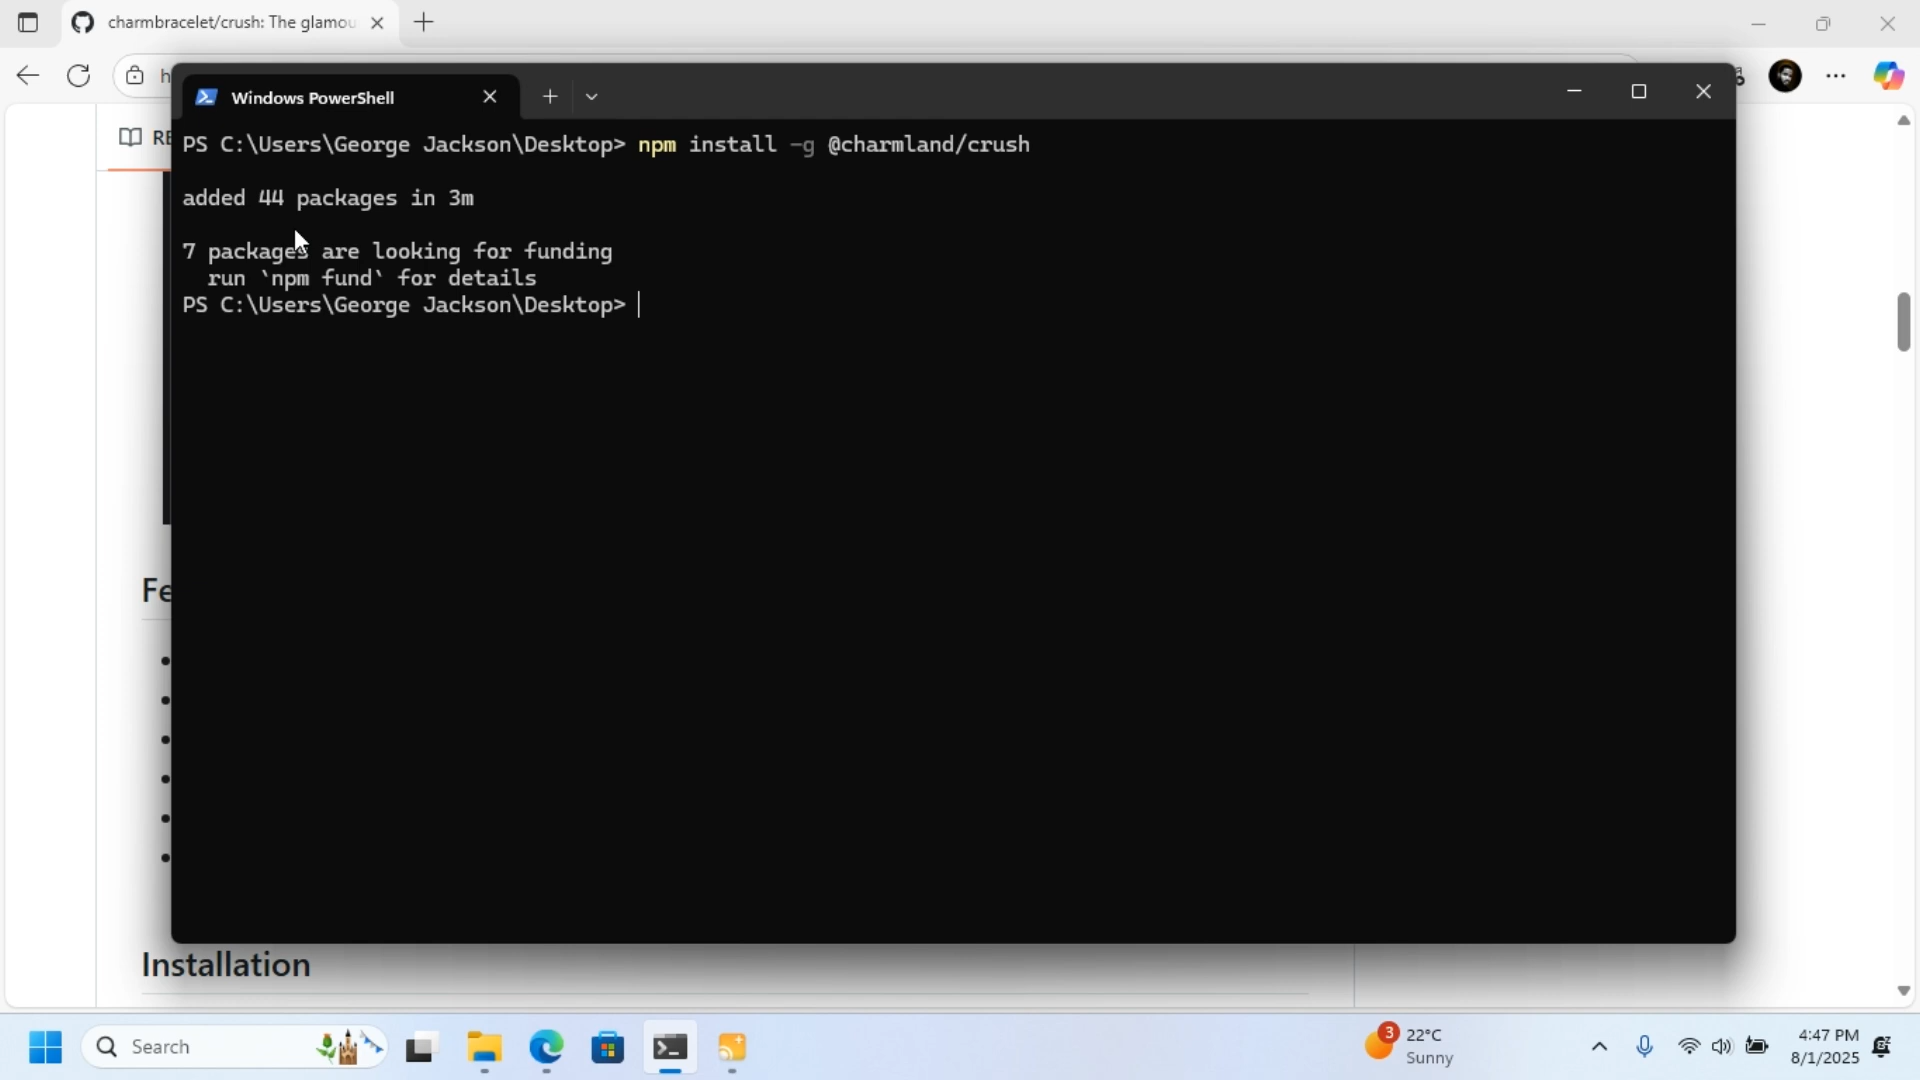 charmbracelet/crush: The glamou
Windows PowerShell
PS C:\Users\George Jackson\Desktop> npm install -g @charmland/crush
added 44 packages in 3m
7 packages are looking for funding
run `npm fund` for details
PS C:\Users\George Jackson\Desktop>
RE
Fe
Installation
Search
3
22°C
Sunny
4:47 PM
8/1/2025